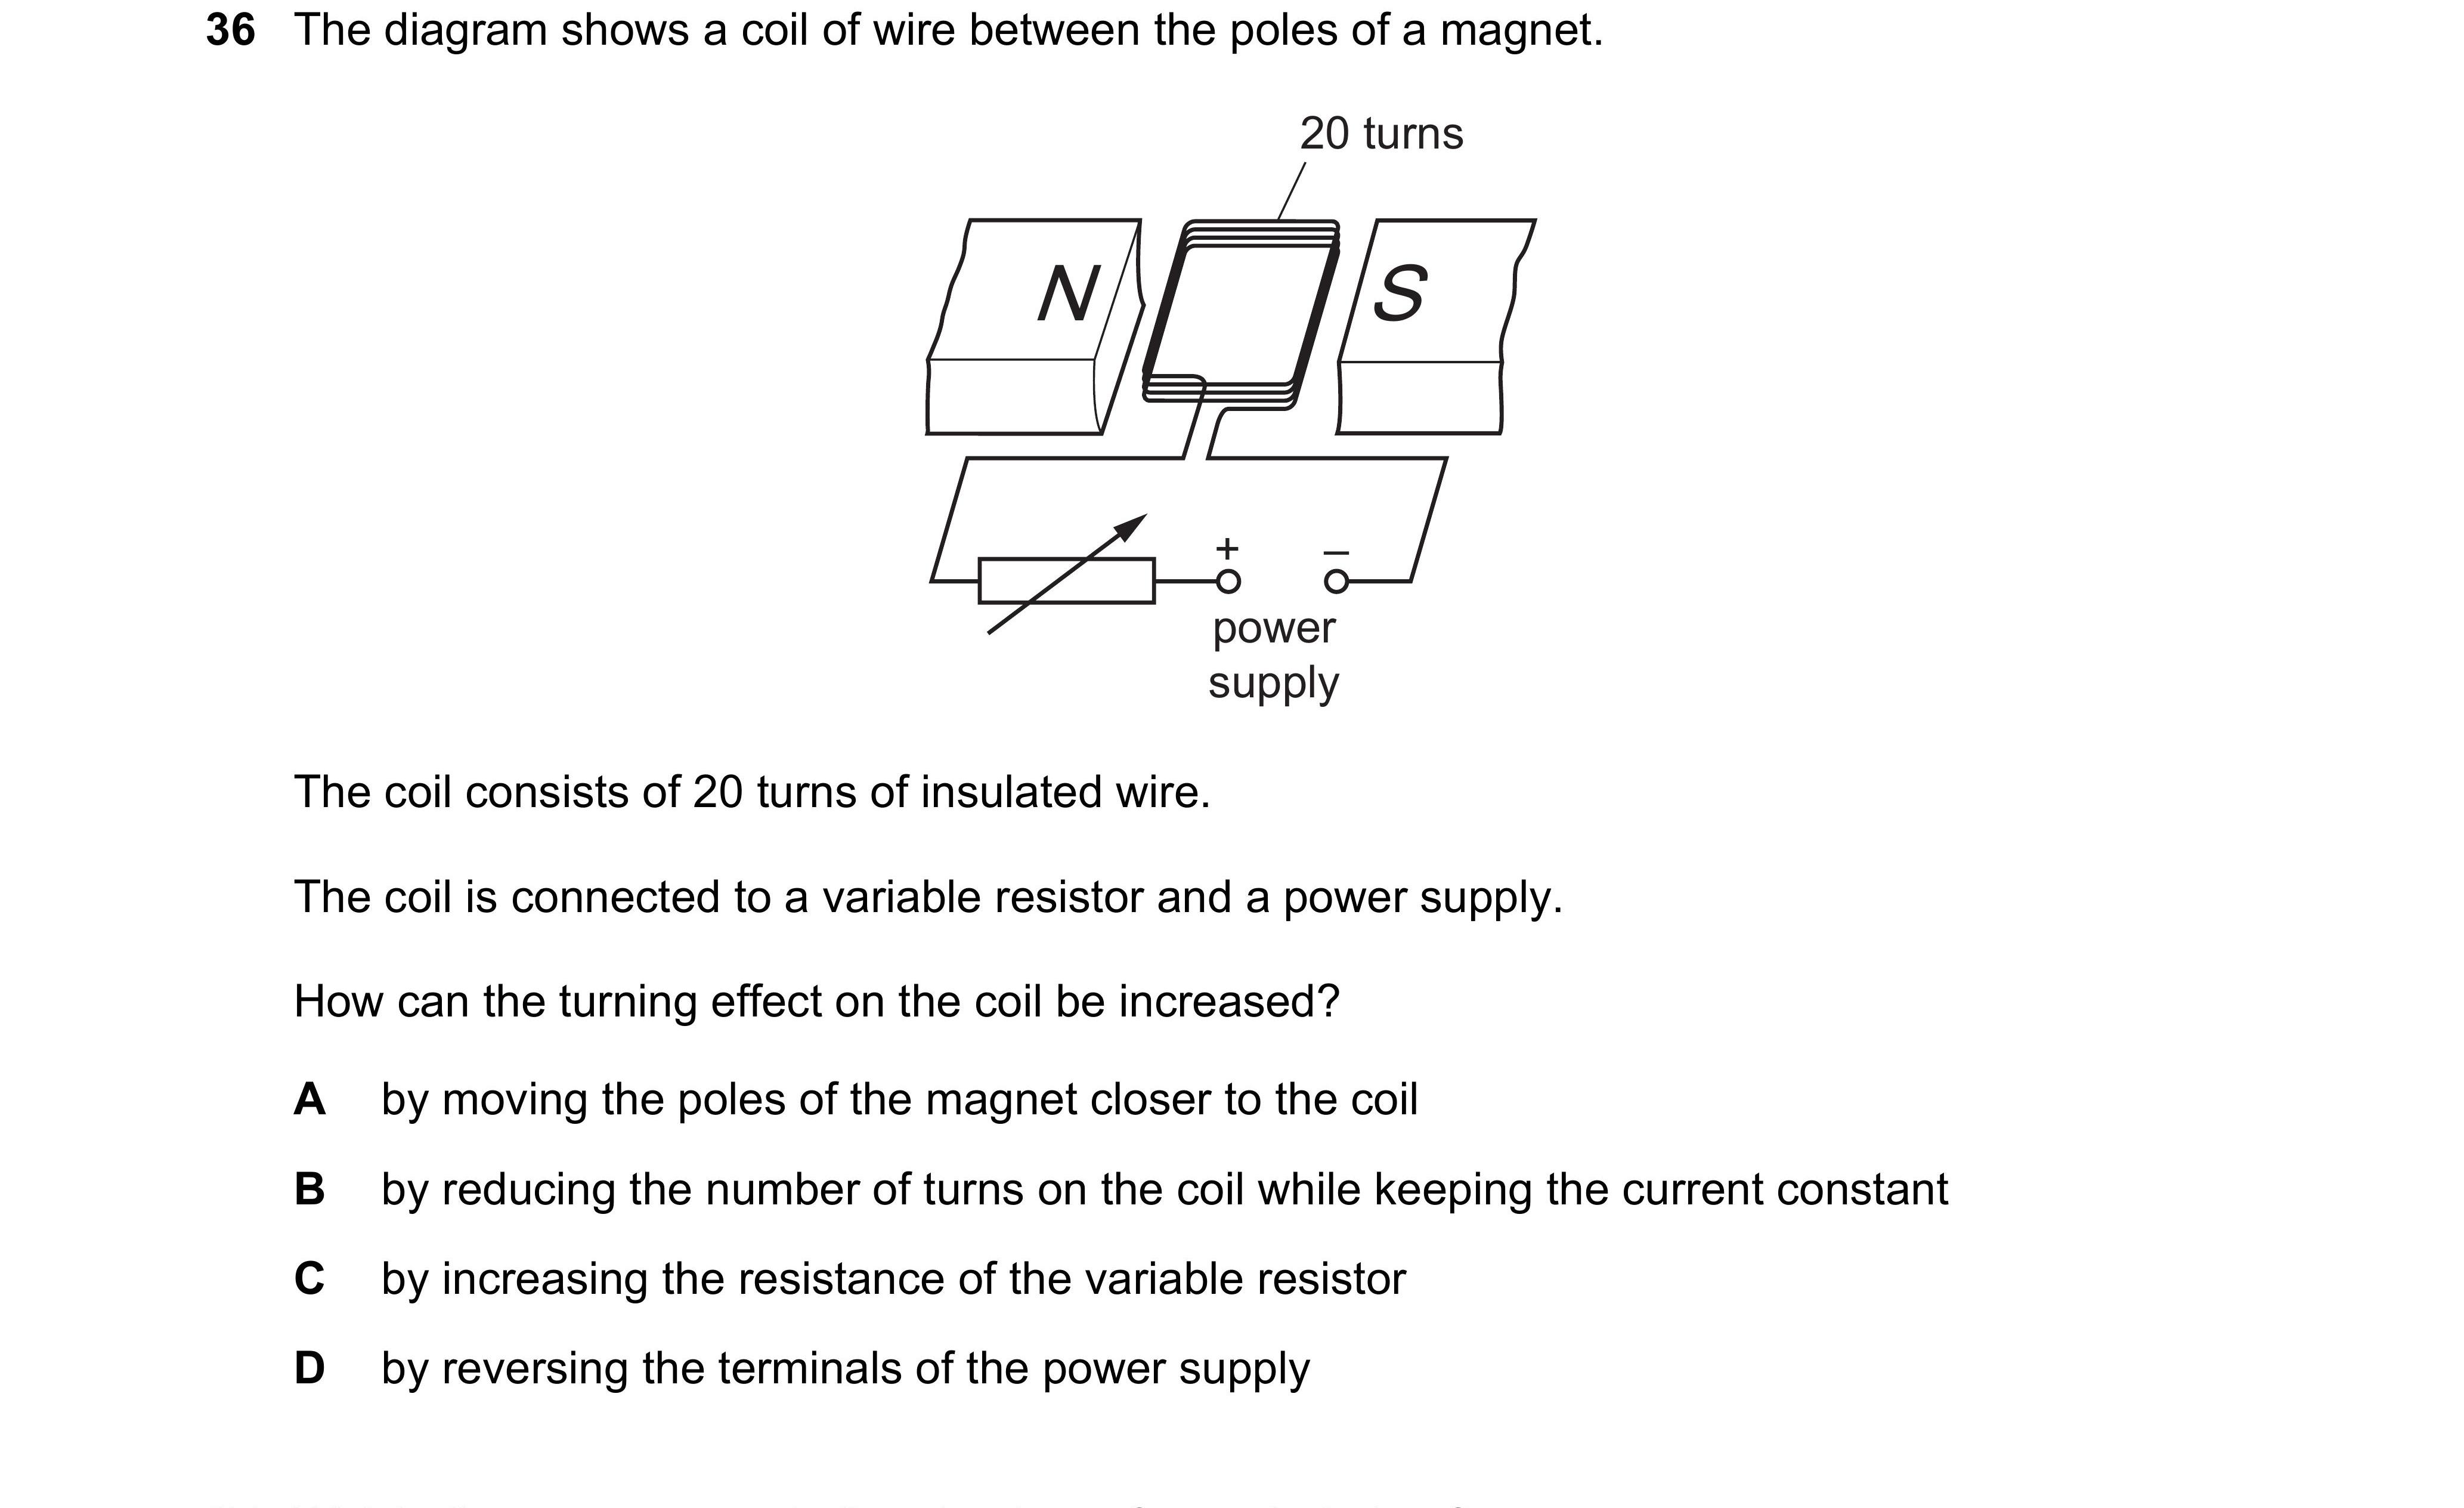 36 The diagram shows a coil of wire between the poles of a magnet.
20 turns
N
S
+ –
power
supply
The coil consists of 20 turns of insulated wire.
The coil is connected to a variable resistor and a power supply.
How can the turning effect on the coil be increased?
A by moving the poles of the magnet closer to the coil
B by reducing the number of turns on the coil while keeping the current constant
C by increasing the resistance of the variable resistor
D by reversing the terminals of the power supply